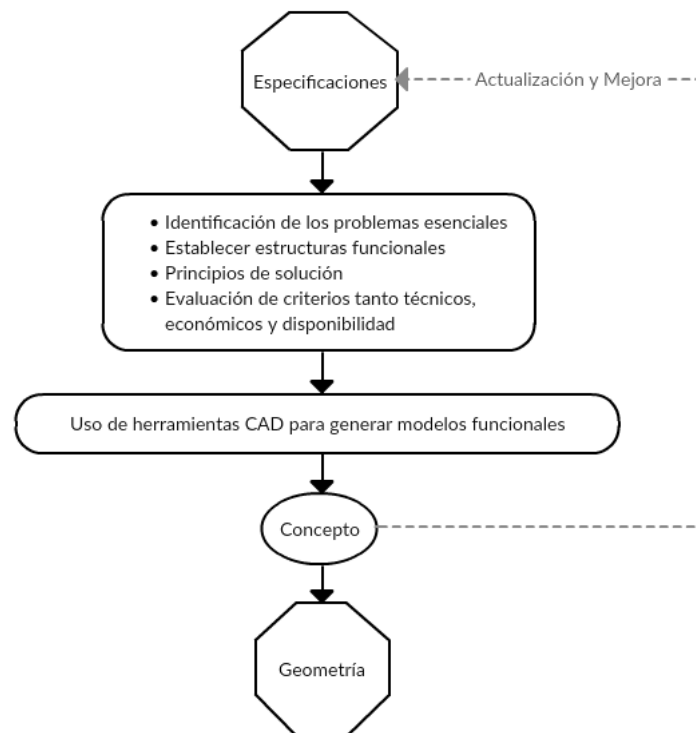 Especificaciones
Actualización y Mejora
• Identificación de los problemas esenciales
• Establecer estructuras funcionales
• Principios de solución
• Evaluación de criterios tanto técnicos,
económicos y disponibilidad
Uso de herramientas CAD para generar modelos funcionales
Concepto
Geometría